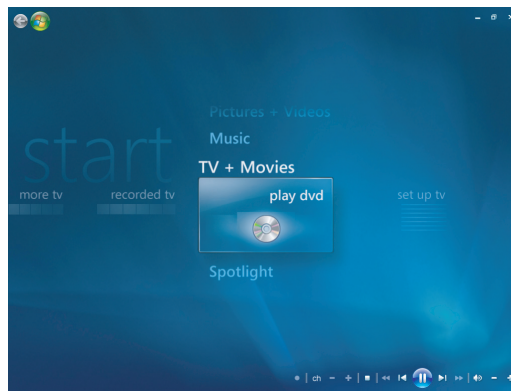 Pictures + Videos
Music
start
TV + Movies
more tv recorded tv play dvd set up tv
Spotlight
ch - +
- +